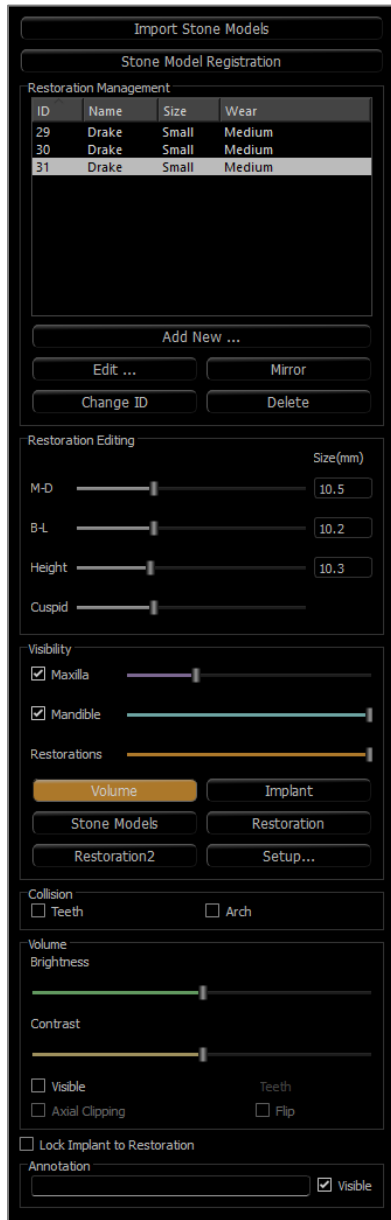 Import Stone Models
Stone Model Registration
Restoration Management
ID Name Size Wear
29 Drake Small Medium
30 Drake Small Medium
31 Drake Small Medium
Add New ...
Edit ... Mirror
Change ID Delete
Restoration Editing
Size(mm)
M-D 10.5
B-L 10.2
Height 10.3
Cuspid
Visibility
Maxilla
Mandible
Restorations
Volume Implant
Stone Models Restoration
Restoration2 Setup...
Collision
Teeth Arch
Volume
Brightness
Contrast
Visible Teeth
Axial Clipping Flip
Lock Implant to Restoration
Annotation
Visible